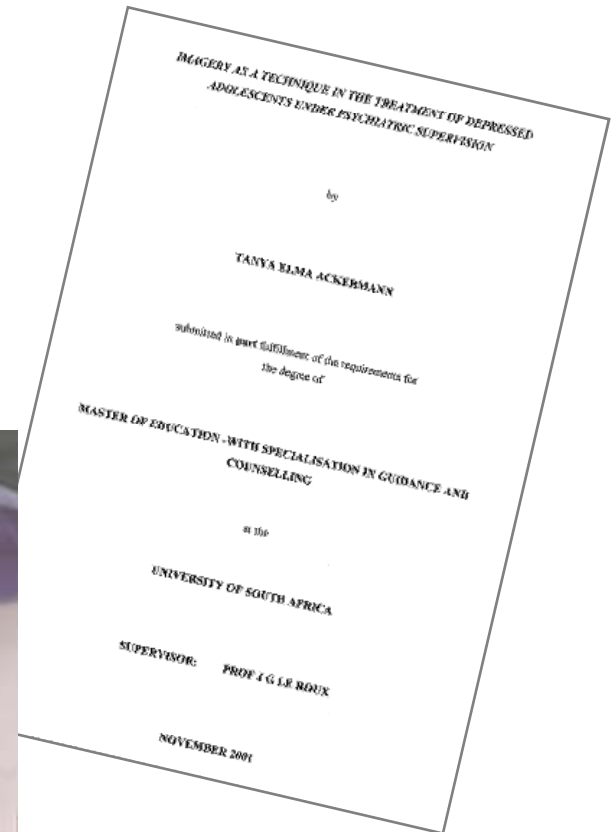 IMAGERY AS A TECHNIQUE IN THE TREATMENT OF DEPRESSED
ADOLESCENTS UNDER PSYCHIATRIC SUPERVISION
by
TANYA ELMA ACKERMANN
submitted in part fulfillment of the requirements for
the degree of
MASTER OF EDUCATION -WITH SPECIALISATION IN GUIDANCE AND
COUNSELLING
at the
UNIVERSITY OF SOUTH AFRICA
SUPERVISOR: PROF J G LE ROUX
NOVEMBER 2001